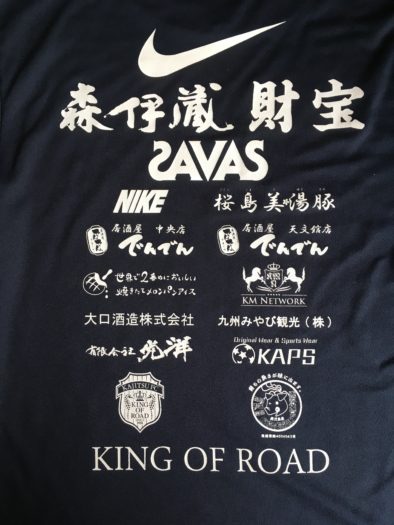 森伊蔵 財宝
SAVAS
NIKE 桜島美湯豚
居酒屋 中央店 居酒屋 天文館店
でんでん でんでん
世界で2番めにおいしい
焼きたてメロンパンアイス
KM NETWORK
大口酒造株式会社 九州みやび観光(株)
有限会社 光洋
Original Wear & Sports Wear
KAPS
KAJITSU F.
KING
OF
ROAD
KING OF ROAD